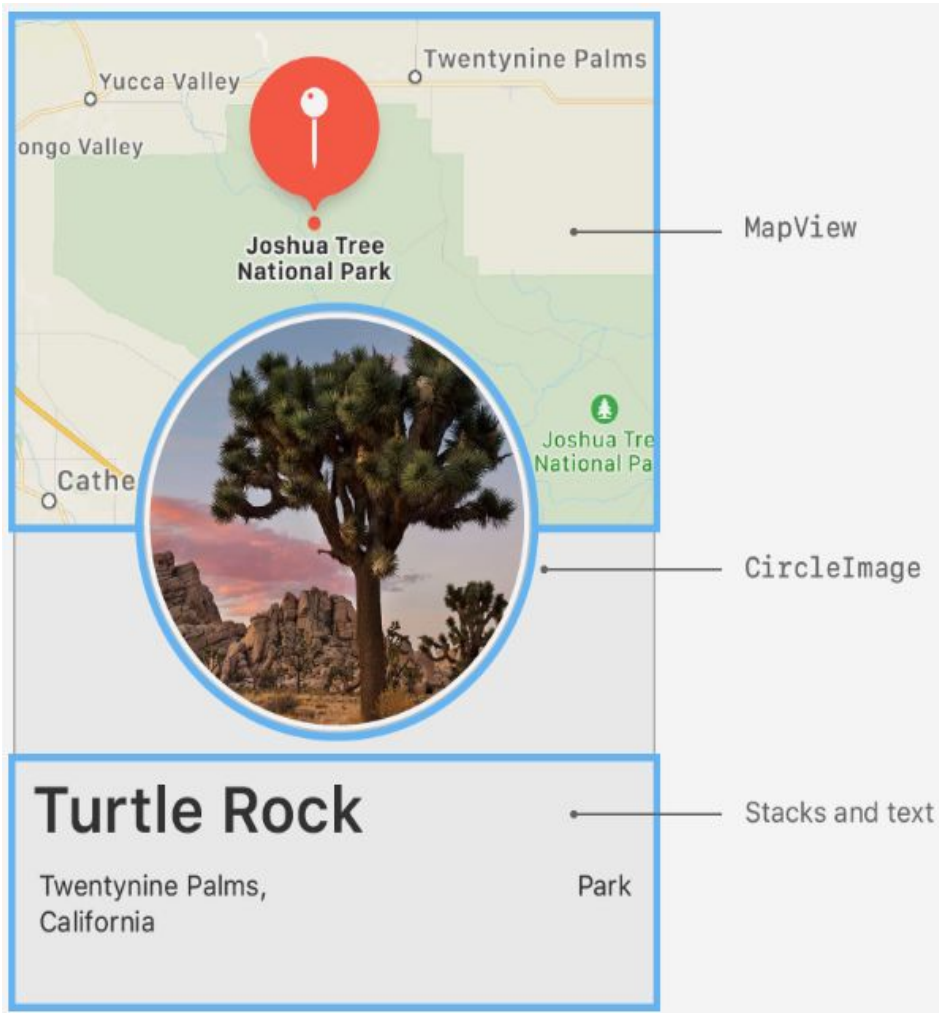 Twentynine Palms
Yucca Valley
ongo Valley
MapView
Joshua Tree
National Park
Joshua Tre
National Pa
Cathe
CircleImage
Turtle Rock
Stacks and text
Twentynine Palms,
California
Park